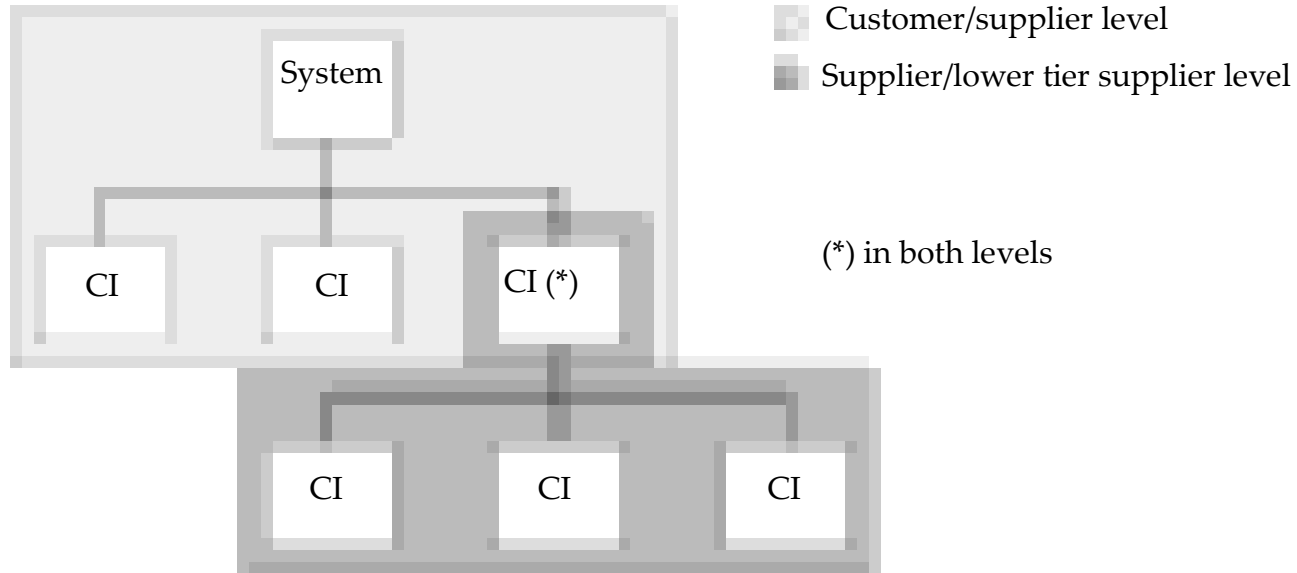 Customer/supplier level
System
Supplier/lower tier supplier level
(*) in both levels
CI
CI
CI (*)
CI
CI
CI